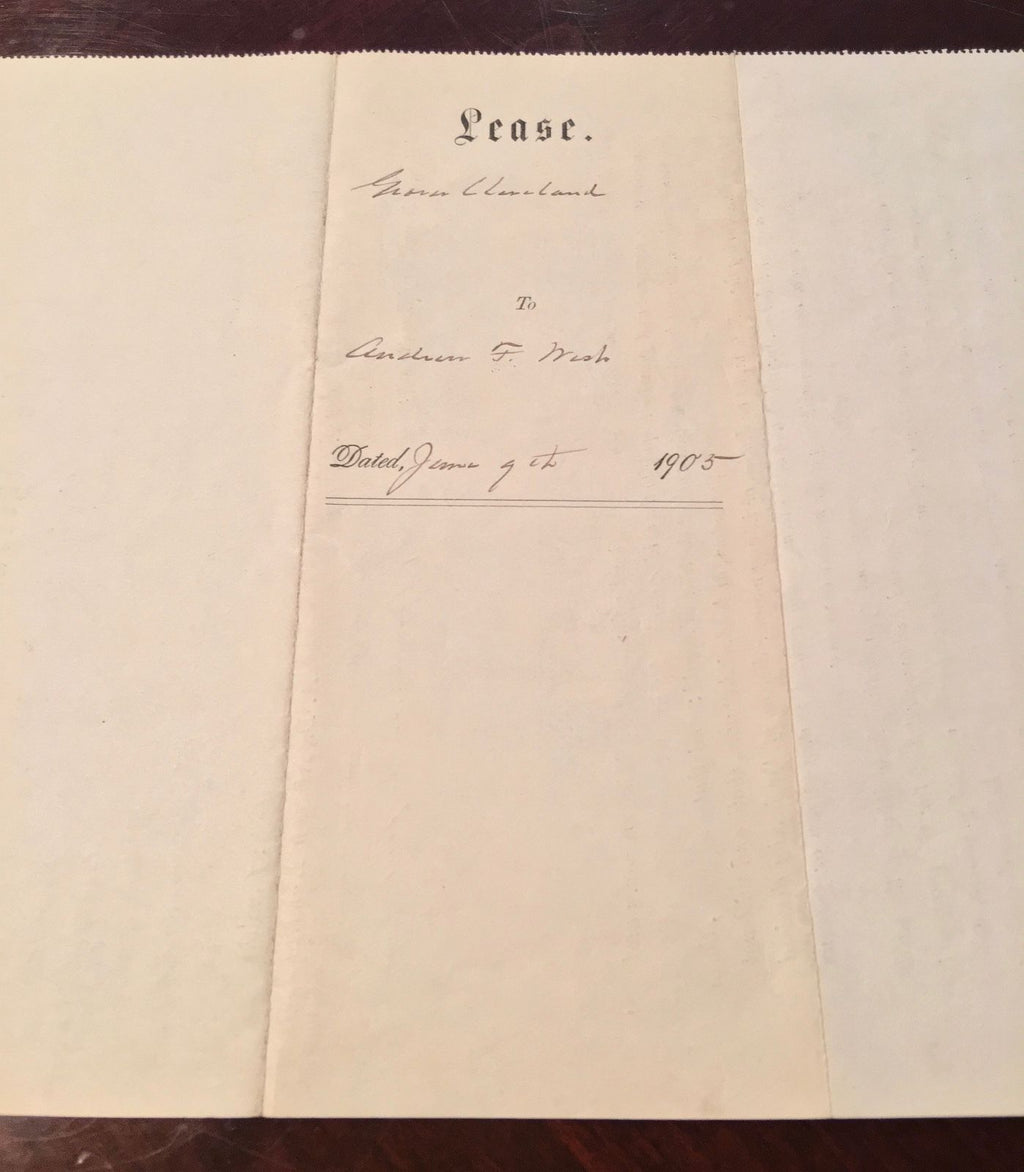 Lease.
Grover Cleveland
To
Andrew F. West
Dated, June 9th 1905